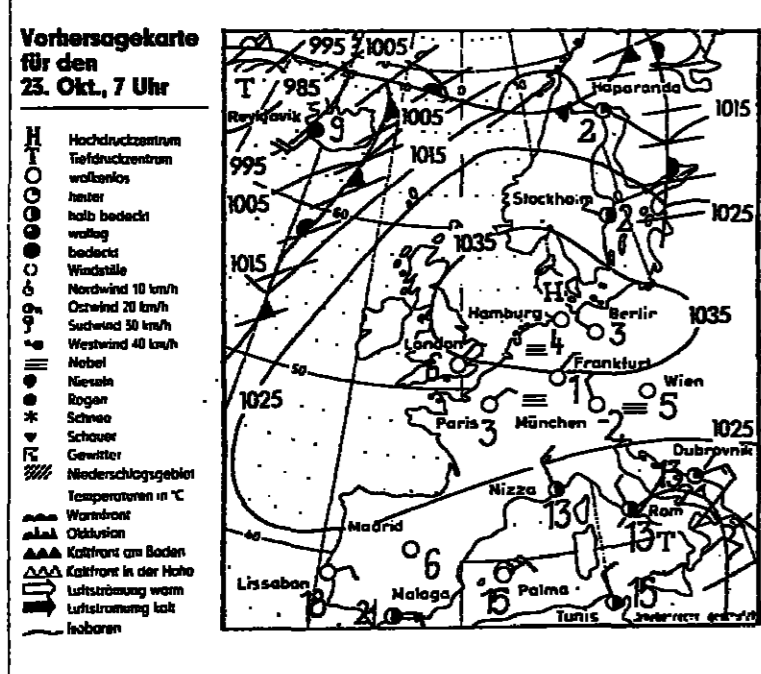 Vorhersagekarte
für den
23. Okt., 7 Uhr
H Hochdruckzentrum
T Tiefdruckzentrum
wolkenlos
heiter
halb bedeckt
wolkig
bedeckt
Windstille
Nordwind 10 km/h
Ostwind 20 km/h
Südwind 30 km/h
Westwind 40 km/h
Nebel
Nieseln
Regen
Schnee
Schauer
Gewitter
Niederschlagsgebiet
Temperaturen in °C
Warmfront
Okklusion
Kaltfront am Boden
Kaltfront in der Höhe
Luftströmung warm
Luftströmung kalt
Isobaren
995 1005
T 985
Haparanda
Reykjavik 9 1005
2
1015
995
1015
1005
Stockholm 2
1025
50
1035
1015
H
Hamburg 4
Berlin 3
1035
London 6
50
Frankfurt 1
1025
Wien 5
Paris 3
München -2
1025
Dubrovnik 13
Nizza 13
Rom 13
T
Madrid 6
40
Lissabon 18
Malaga 21
Palma 15
Tunis 15